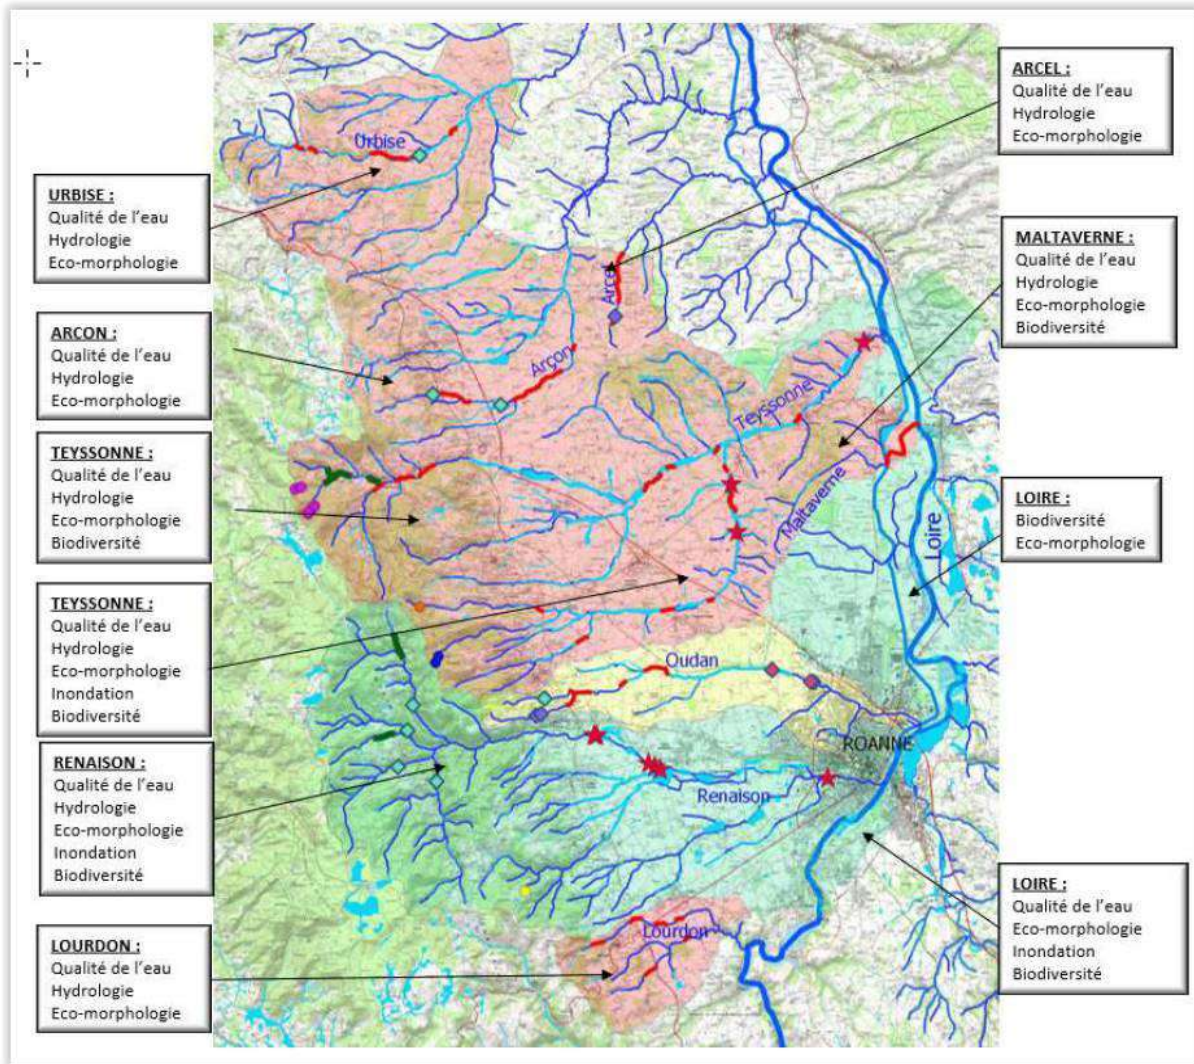 ARCEL :
Qualité de l'eau
Hydrologie
Eco-morphologie
URBISE :
Qualité de l'eau
Hydrologie
Eco-morphologie
MALTAVERNE :
Qualité de l'eau
Hydrologie
Eco-morphologie
Biodiversité
ARCON :
Qualité de l'eau
Hydrologie
Eco-morphologie
TEYSSONNE :
Qualité de l'eau
Hydrologie
Eco-morphologie
Biodiversité
LOIRE :
Biodiversité
Eco-morphologie
TEYSSONNE :
Qualité de l'eau
Hydrologie
Eco-morphologie
Inondation
Biodiversité
RENAISON :
Qualité de l'eau
Hydrologie
Eco-morphologie
Inondation
Biodiversité
LOIRE :
Qualité de l'eau
Eco-morphologie
Inondation
Biodiversité
LOURDON :
Qualité de l'eau
Hydrologie
Eco-morphologie
Urbise
Arcel
Arçon
Teyssonne
Maltaverne
Loire
Oudan
ROANNE
Renaison
Lourdon